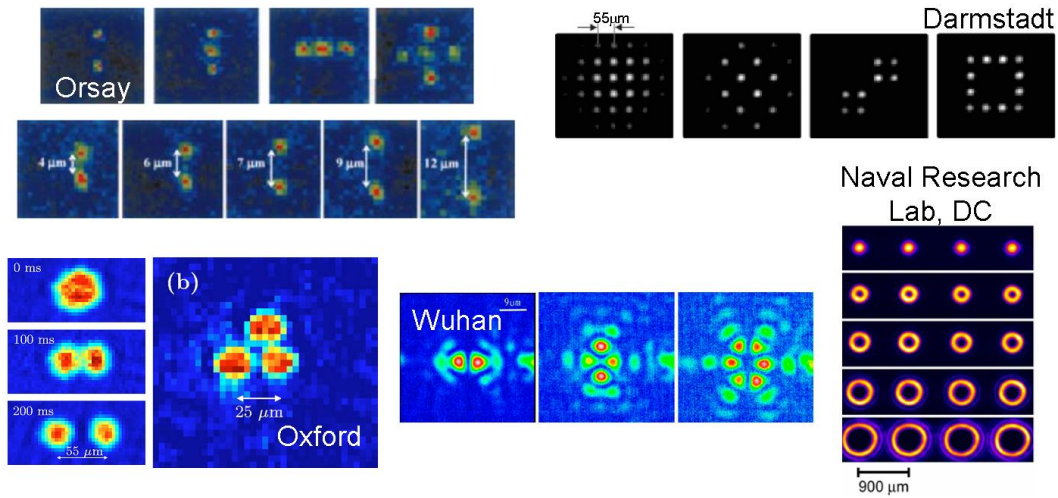 55μm
Darmstadt
Orsay
4 μm
6 μm
7 μm
9 μm
12 μm
Naval Research
Lab, DC
0 ms
(b)
Wuhan
9um
100 ms
200 ms
55 μm
25 μm
Oxford
900 μm